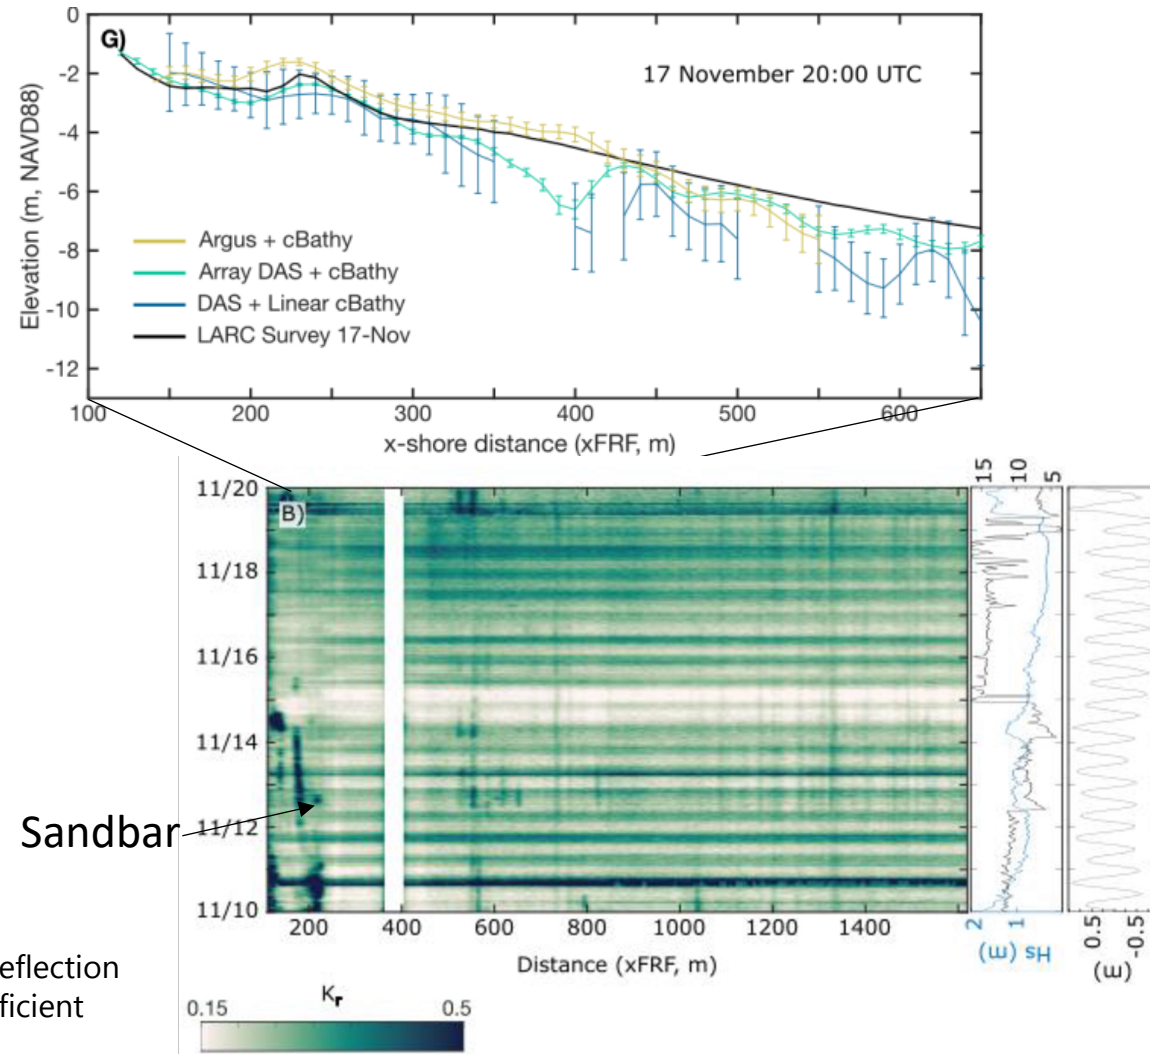 0
G)
17 November 20:00 UTC
-2
-4
-6
-8
-10
-12
Elevation (m, NAVD88)
Argus + cBathy
Array DAS + cBathy
DAS + Linear cBathy
LARC Survey 17-Nov
100 200 300 400 500 600
x-shore distance (xFRF, m)
15 10 5
11/20
B)
11/18
11/16
11/14
11/12
11/10
Sandbar
200 400 600 800 1000 1200 1400
Distance (xFRF, m)
2 1
Hs (m)
0.5 -0.5
(m)
eflection
ficient
Kr
0.15 0.5